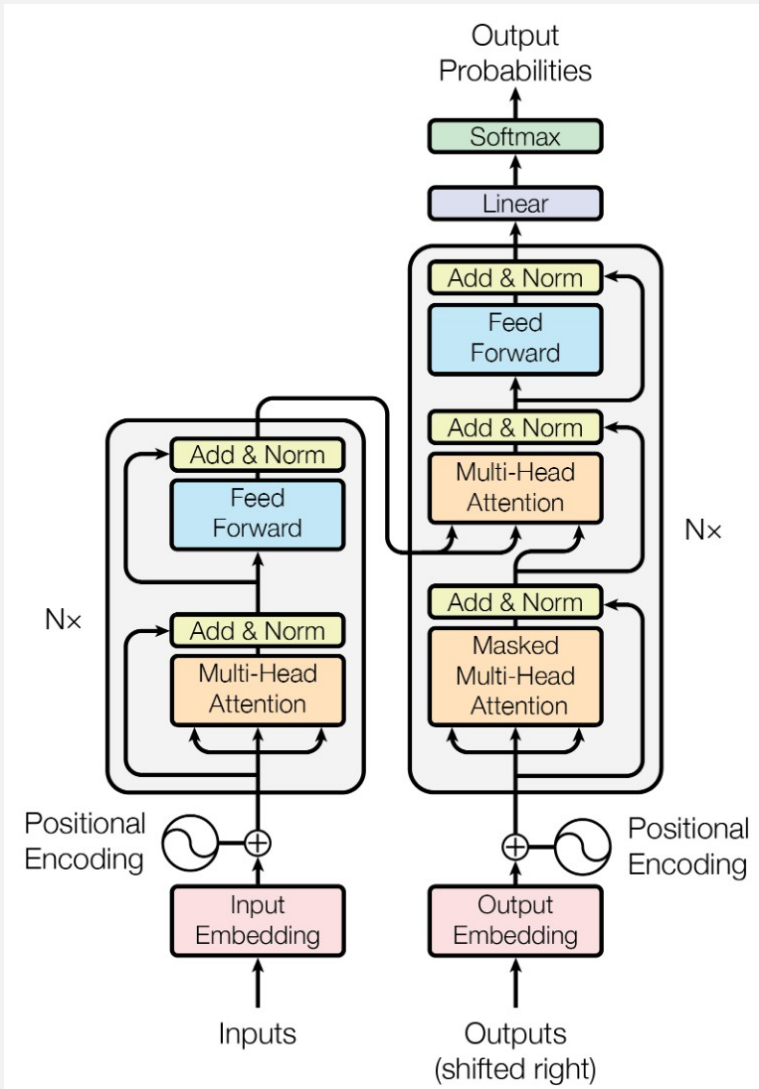 Output
Probabilities
Softmax
Linear
Add & Norm
Feed
Forward
Add & Norm
Multi-Head
Attention
Nx
Add & Norm
Masked
Multi-Head
Attention
Add & Norm
Feed
Forward
Nx
Add & Norm
Multi-Head
Attention
Positional
Encoding
Positional
Encoding
Input
Embedding
Output
Embedding
Inputs
Outputs
(shifted right)